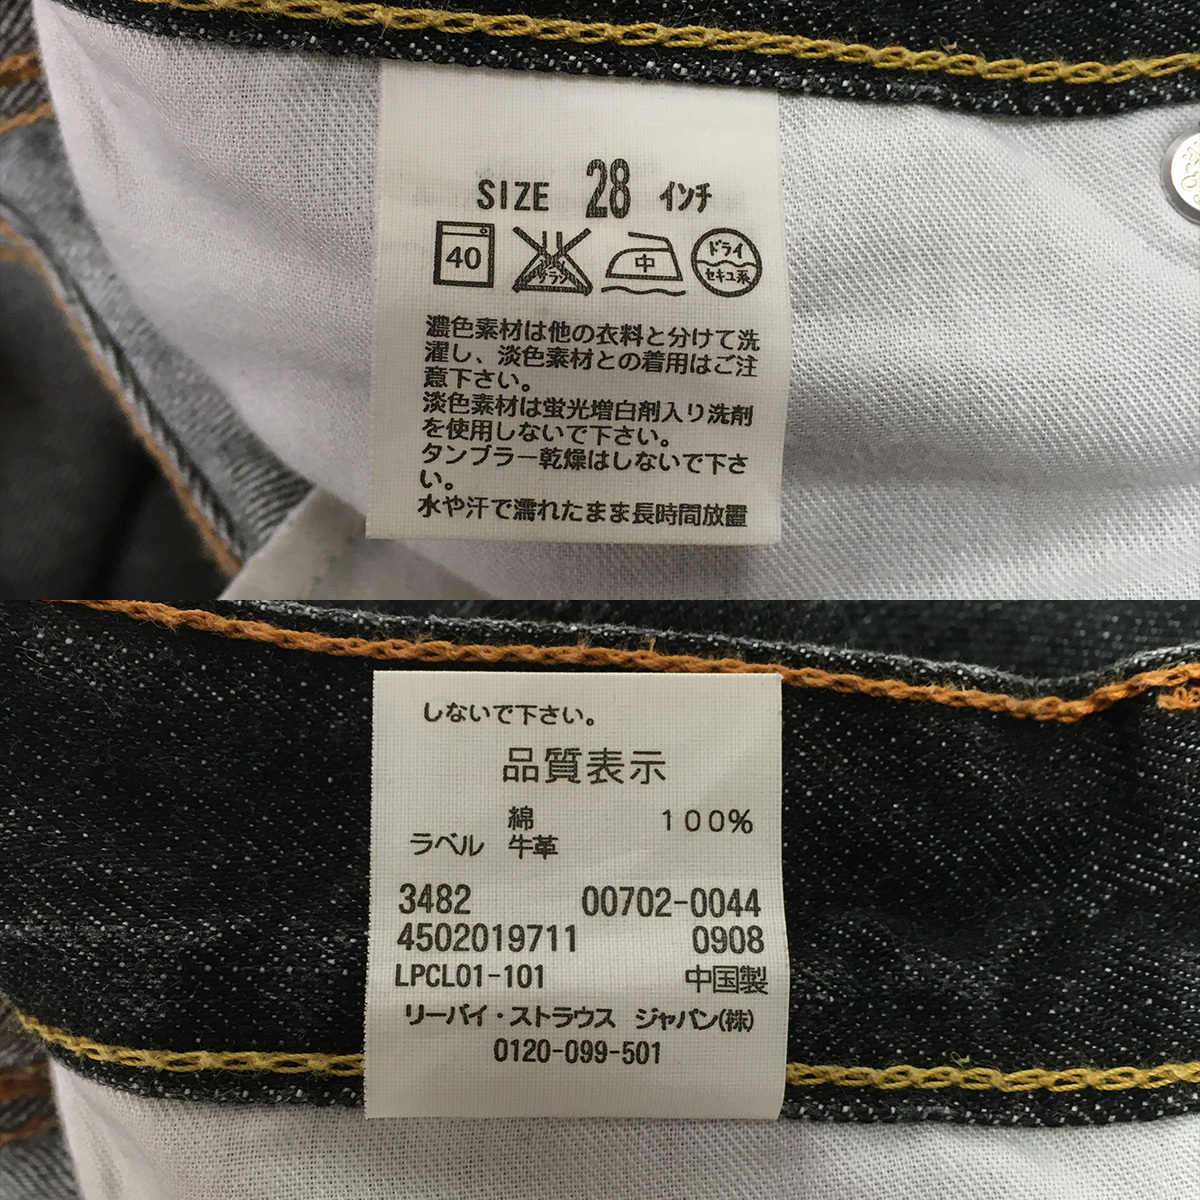 SIZE 28 インチ
40 サラシ 中 ドライ セキユ系
濃色素材は他の衣料と分けて洗
濯し、淡色素材との着用はご注
意下さい。
淡色素材は蛍光増白剤入り洗剤
を使用しないで下さい。
タンブラー乾燥はしないで下さ
い。
水や汗で濡れたまま長時間放置
しないで下さい。
品質表示
綿 100%
ラベル 牛革
3482 00702-0044
4502019711 0908
LPCL01-101 中国製
リーバイ・ストラウス ジャパン(株)
0120-099-501